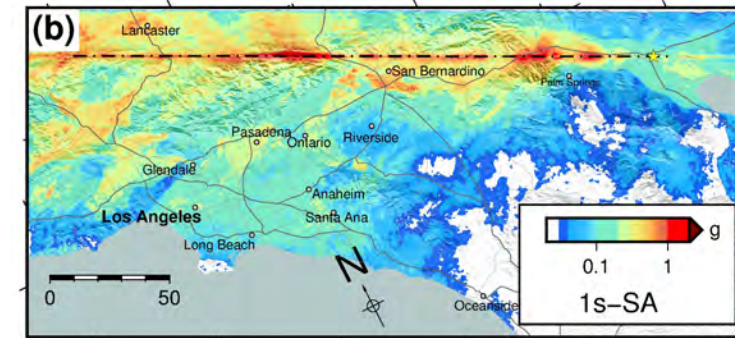 (b)
Lancaster
San Bernardino
Palm Springs
Pasadena
Ontario
Riverside
Glendale
Anaheim
Los Angeles
Santa Ana
Long Beach
N
Oceanside
0 50
g
0.1 1
1s-SA